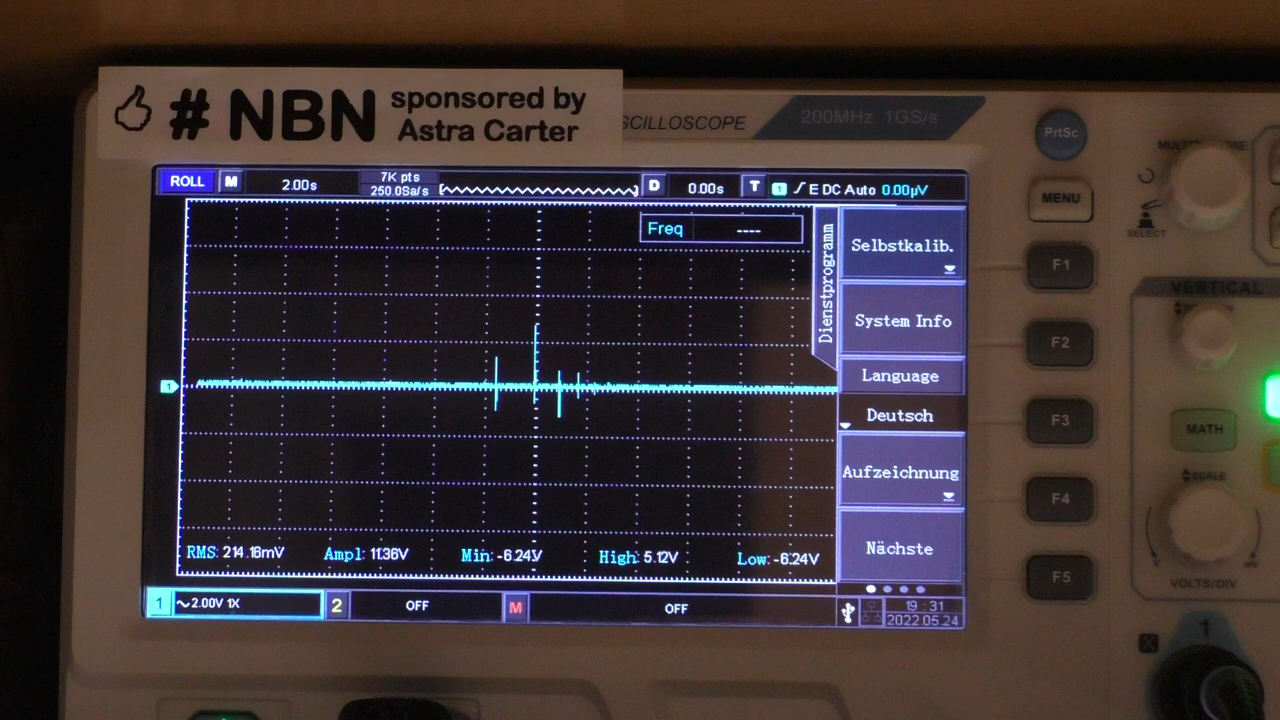 # NBN sponsored by
Astra Carter
SCILLOSCOPE
200MHz 1GS/s
PrtSc
ROLL M 2.00s 7K pts
250.0Sa/s
D 0.00s T 1 E DC Auto 0.00µV
MENU
SELECT
Freq ----
Dienstprogramm
Selbstkalib.
F1
VERTICAL
System Info
F2
Language
Deutsch
F3
MATH
1
Aufzeichnung
F4
SCALE
Nächste
F5
VOLTS/DIV
RMS: 214.16mV Ampl: 11.36V Min: -6.24V High: 5.12V Low: -6.24V
1 2.00V 1X 2 OFF M OFF
19:31
2022.05.24
X
1